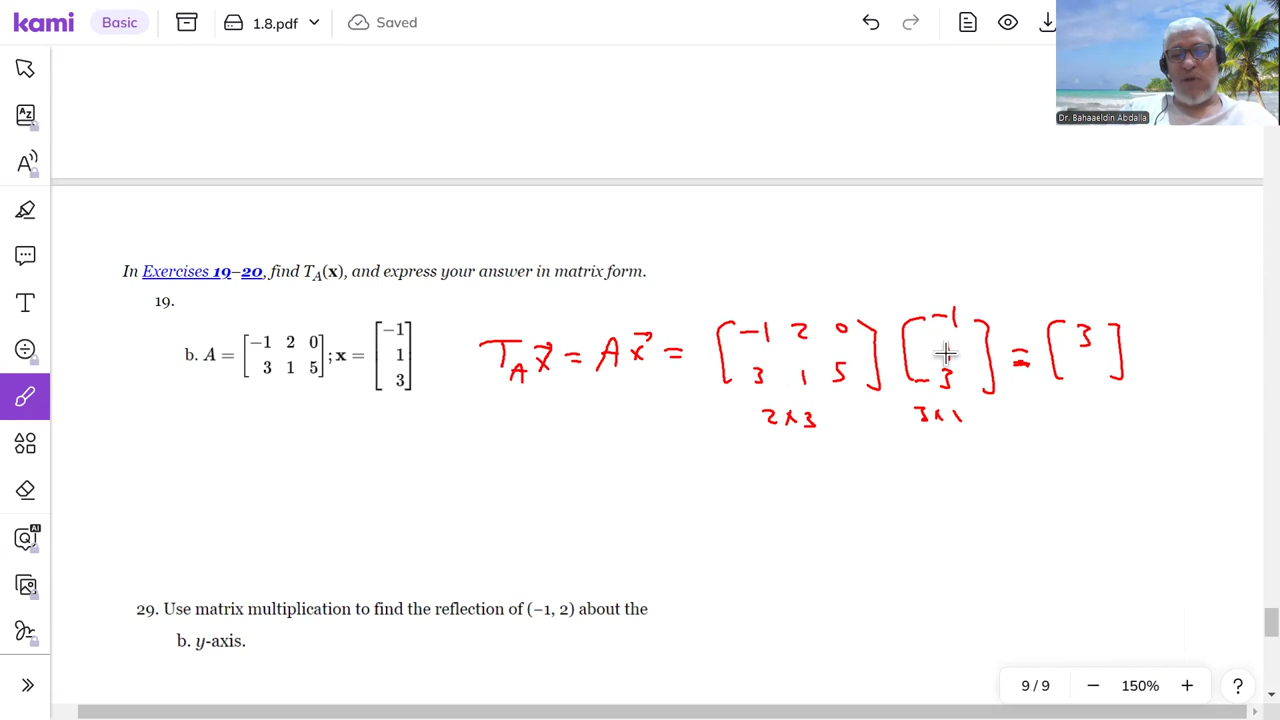 kami Basic 1.8.pdf Saved
Dr. Bahaaeldin Abdalla
In Exercises 19–20, find T_A(x), and express your answer in matrix form.
19.
b. A = [−1 2 0; 3 1 5]; x = [−1; 1; 3]
T_A x⃗ = A x⃗ = [−1 2 0; 3 1 5] [−1; 1; 3] = [3]
2×3 3×1
29. Use matrix multiplication to find the reflection of (−1, 2) about the
b. y-axis.
9 / 9 − 150% + ?